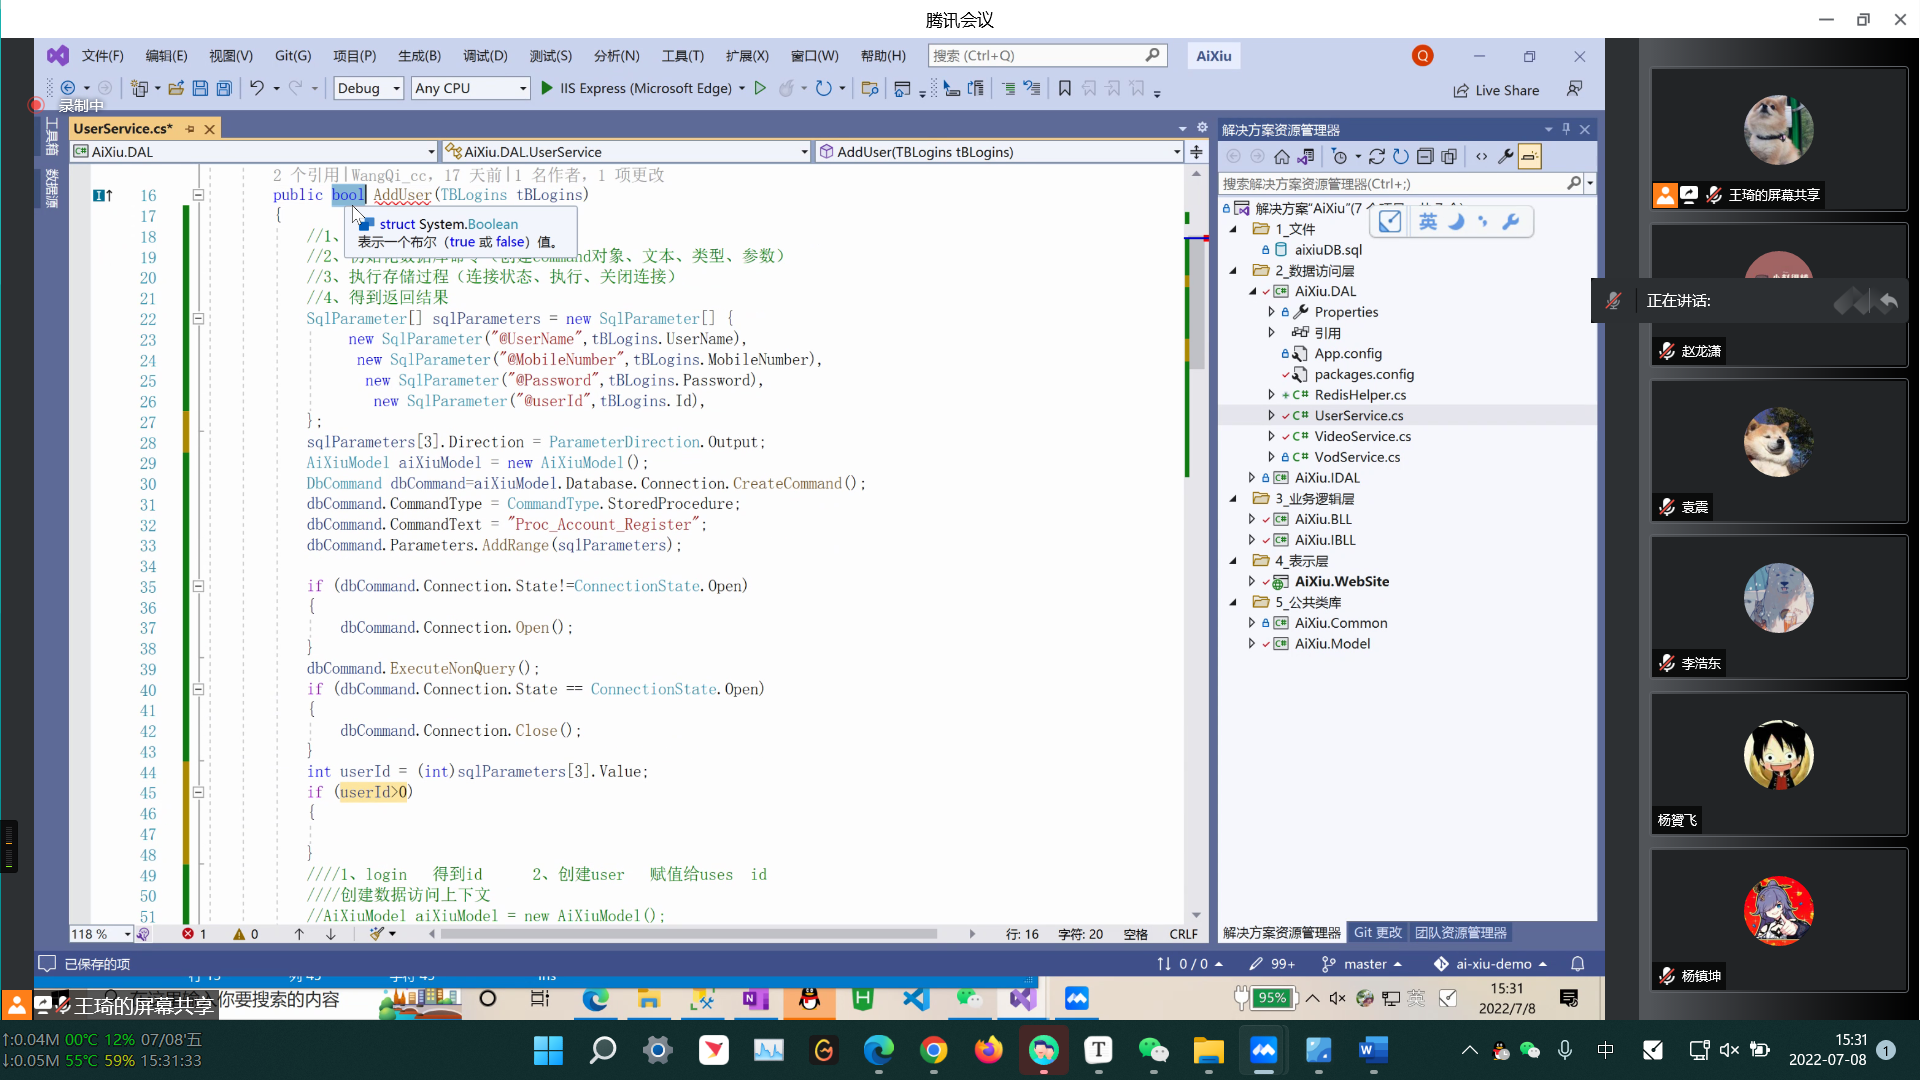 腾讯会议
文件(F) 编辑(E) 视图(V) Git(G) 项目(P) 生成(B) 调试(D) 测试(S) 分析(N) 工具(T) 扩展(X) 窗口(W) 帮助(H) 搜索 (Ctrl+Q) AiXiu Q
Debug Any CPU IIS Express (Microsoft Edge) Live Share
录制中
工具箱
数据源
UserService.cs*
AiXiu.DAL AiXiu.DAL.UserService AddUser(TBLogins tBLogins)
2 个引用|WangQi_cc，17 天前|1 名作者，1 项更改
16 public bool AddUser(TBLogins tBLogins)
17 {
struct System.Boolean
表示一个布尔（true 或 false）值。
18 //1、
19 //2、初始化数据库命令（创建command对象、文本、类型、参数）
20 //3、执行存储过程（连接状态、执行、关闭连接）
21 //4、得到返回结果
22 SqlParameter[] sqlParameters = new SqlParameter[] {
23 new SqlParameter("@UserName",tBLogins.UserName),
24 new SqlParameter("@MobileNumber",tBLogins.MobileNumber),
25 new SqlParameter("@Password",tBLogins.Password),
26 new SqlParameter("@userId",tBLogins.Id),
27 };
28 sqlParameters[3].Direction = ParameterDirection.Output;
29 AiXiuModel aiXiuModel = new AiXiuModel();
30 DbCommand dbCommand=aiXiuModel.Database.Connection.CreateCommand();
31 dbCommand.CommandType = CommandType.StoredProcedure;
32 dbCommand.CommandText = "Proc_Account_Register";
33 dbCommand.Parameters.AddRange(sqlParameters);
34
35 if (dbCommand.Connection.State!=ConnectionState.Open)
36 {
37 dbCommand.Connection.Open();
38 }
39 dbCommand.ExecuteNonQuery();
40 if (dbCommand.Connection.State == ConnectionState.Open)
41 {
42 dbCommand.Connection.Close();
43 }
44 int userId = (int)sqlParameters[3].Value;
45 if (userId>0)
46 {
47
48 }
49 ////1、login 得到id 2、创建user 赋值给uses id
50 ////创建数据访问上下文
51 //AiXiuModel aiXiuModel = new AiXiuModel();
118 % 1 0 行: 16 字符: 20 空格 CRLF
解决方案资源管理器
搜索解决方案资源管理器(Ctrl+;)
解决方案"AiXiu"(7 个项目
英
1_文件
aixiuDB.sql
2_数据访问层
AiXiu.DAL
Properties
引用
App.config
packages.config
RedisHelper.cs
UserService.cs
VideoService.cs
VodService.cs
AiXiu.IDAL
3_业务逻辑层
AiXiu.BLL
AiXiu.IBLL
4_表示层
AiXiu.WebSite
5_公共类库
AiXiu.Common
AiXiu.Model
解决方案资源管理器 Git 更改 团队资源管理器
已保存的项 0 / 0 99+ master ai-xiu-demo
王琦的屏幕共享
正在讲话:
赵龙潇
袁震
李浩东
杨贇飞
杨镇坤
你要搜索的内容
王琦的屏幕共享
95% 英 15:31
2022/7/8
↑:0.04M 00°C 12% 07/08'五
↓:0.05M 55°C 59% 15:31:33
中 15:31
2022-07-08 1